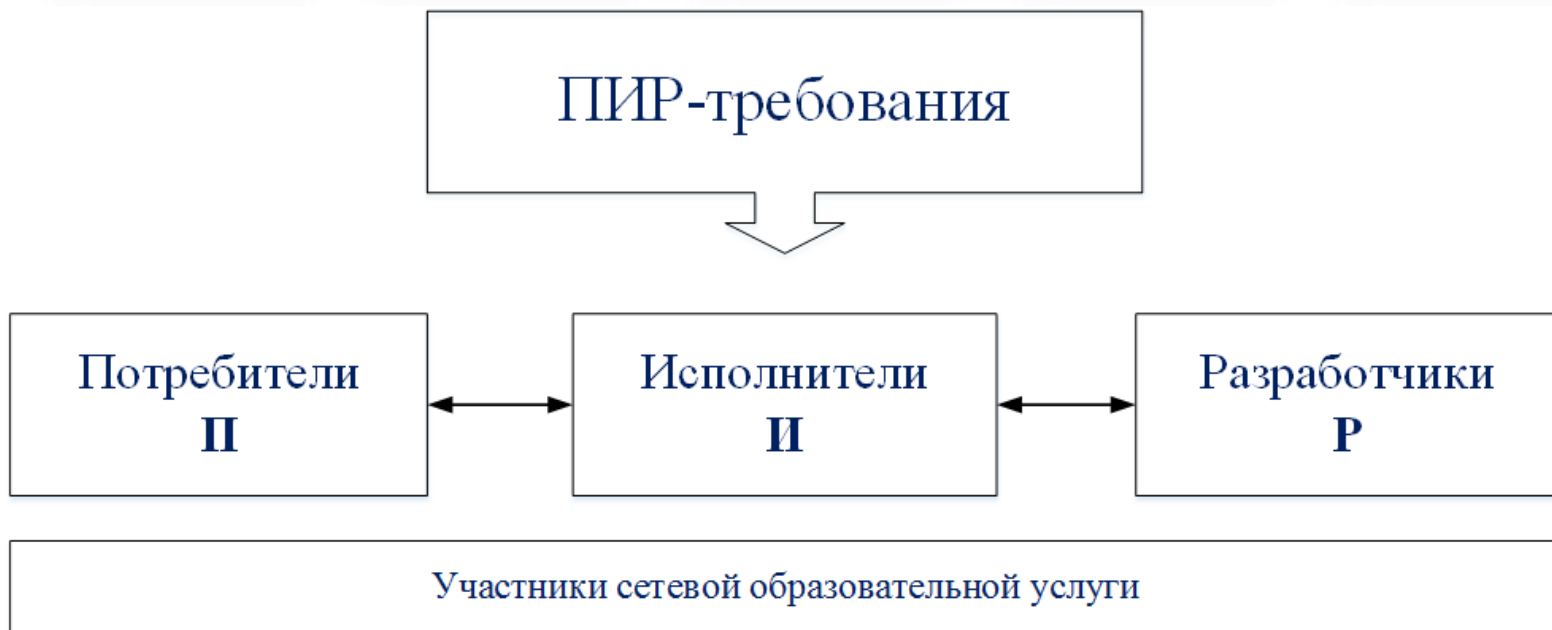 ПИР-требования
Потребители
П
Исполнители
И
Разработчики
Р
Участники сетевой образовательной услуги